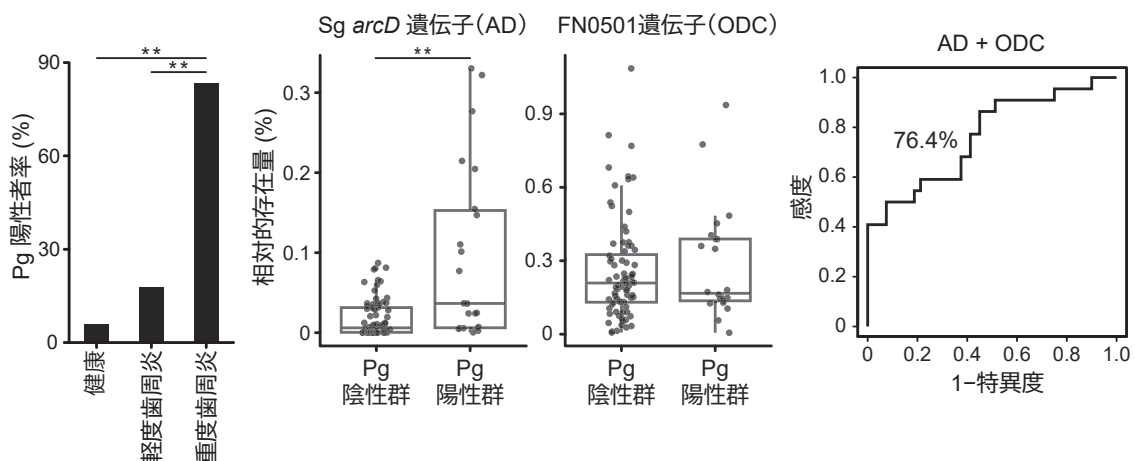 Sg arcD 遺伝子（AD）
FN0501遺伝子（ODC）
AD + ODC
**
**
**
Pg 陽性者率（%）
90
60
30
0
健康
軽度歯周炎
重度歯周炎
相対的存在量（%）
0.3
0.2
0.1
0
Pg
陰性群
Pg
陽性群
0.9
0.6
0.3
0
Pg
陰性群
Pg
陽性群
感度
1.0
0.8
0.6
0.4
0.2
0
76.4%
0 0.2 0.4 0.6 0.8 1.0
1−特異度